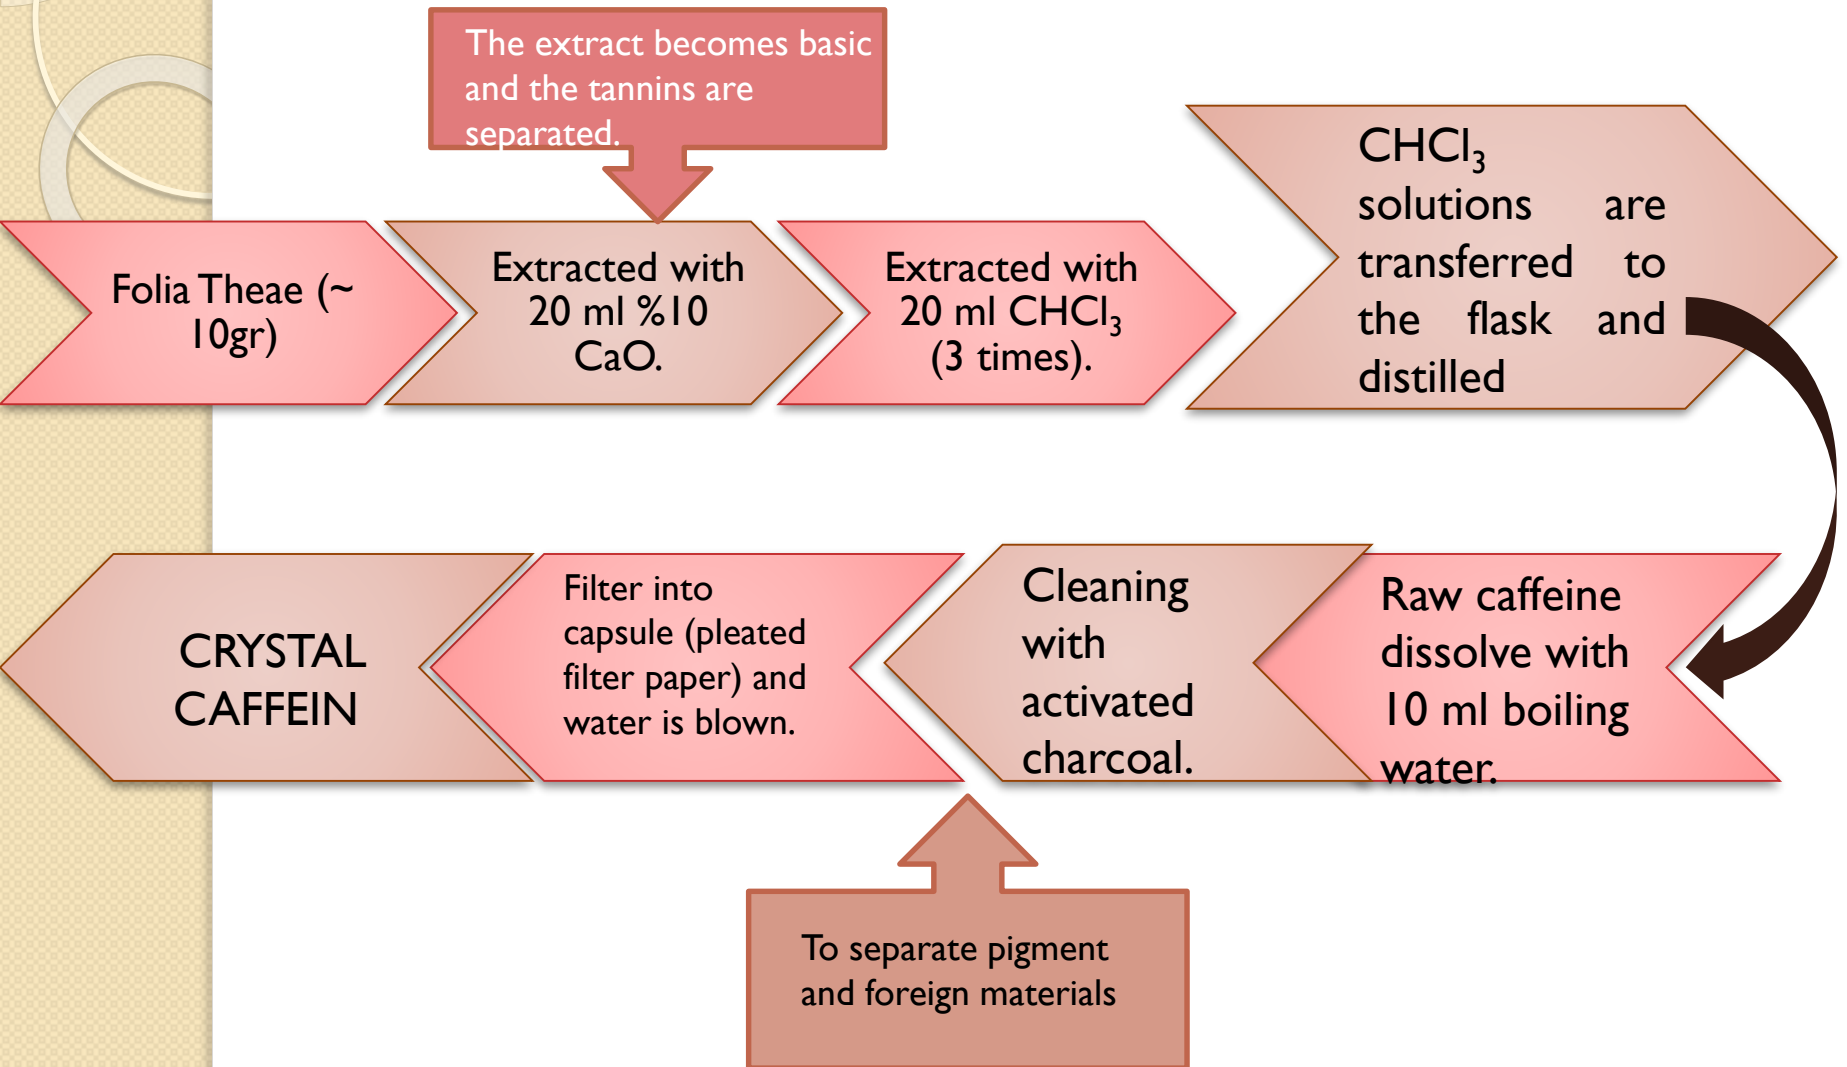 The extract becomes basic
and the tannins are
separated.
Folia Theae (~
10gr)
Extracted with
20 ml %10
CaO.
Extracted with
20 ml CHCl₃
(3 times).
CHCl₃
solutions are
transferred to
the flask and
distilled
Raw caffeine
dissolve with
10 ml boiling
water.
Cleaning
with
activated
charcoal.
To separate pigment
and foreign materials
Filter into
capsule (pleated
filter paper) and
water is blown.
CRYSTAL
CAFFEIN